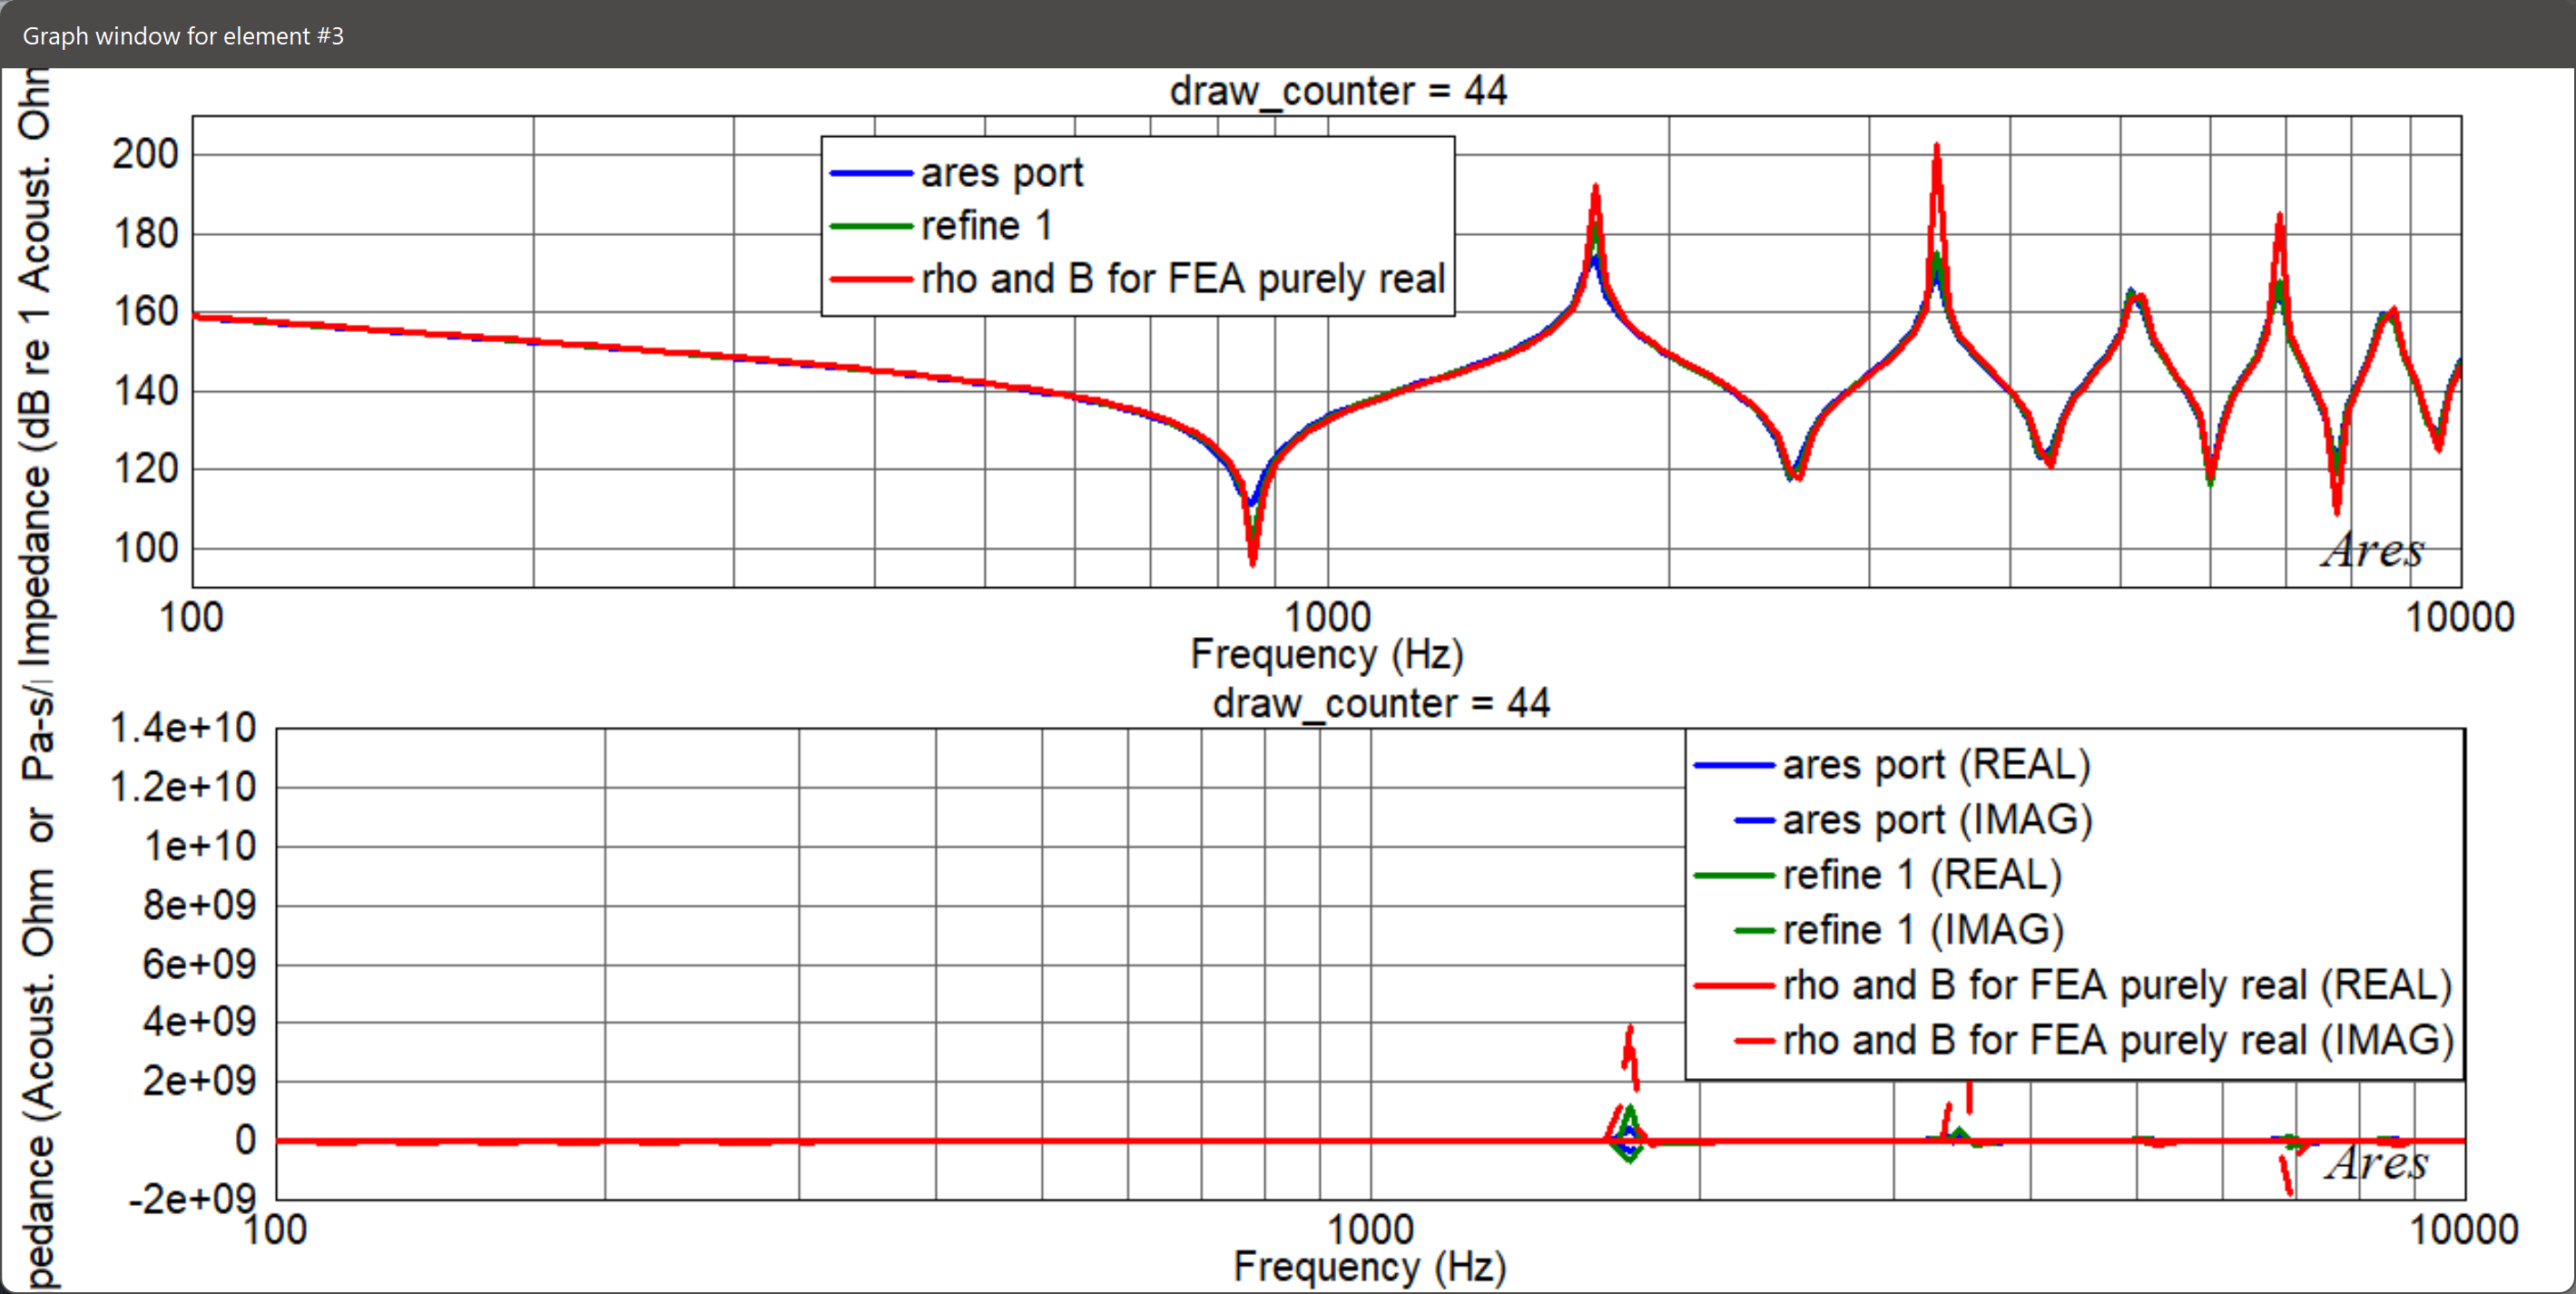 Graph window for element #3
draw_counter = 44
Impedance (dB re 1 Acoust. Ohm
200
180
160
140
120
100
ares port
refine 1
rho and B for FEA purely real
Ares
100
1000
10000
Frequency (Hz)
draw_counter = 44
pedance (Acoust. Ohm or Pa-s/
1.4e+10
1.2e+10
1e+10
8e+09
6e+09
4e+09
2e+09
0
-2e+09
ares port (REAL)
ares port (IMAG)
refine 1 (REAL)
refine 1 (IMAG)
rho and B for FEA purely real (REAL)
rho and B for FEA purely real (IMAG)
Ares
100
1000
10000
Frequency (Hz)